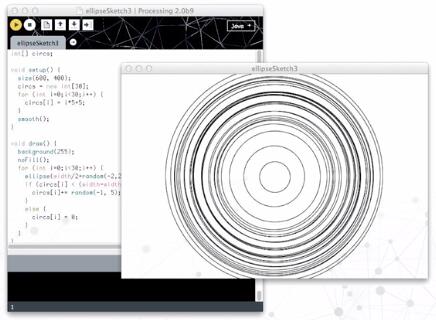 ellipseSketch3 | Processing 2.0b9
Java
ellipseSketch3
int[] circs;
void setup() {
size(600, 400);
circs = new int[30];
for (int i=0;i<30;i++) {
circs[i] = i*5+5;
}
smooth();
}
void draw() {
background(255);
noFill();
for (int i=0;i<30;i++) {
ellipse(width/2+random(-2,2
if (circs[i] < (width+width
circs[i]+= random(-1, 5);
}
else {
circs[i] = 0;
}
}
1
ellipseSketch3